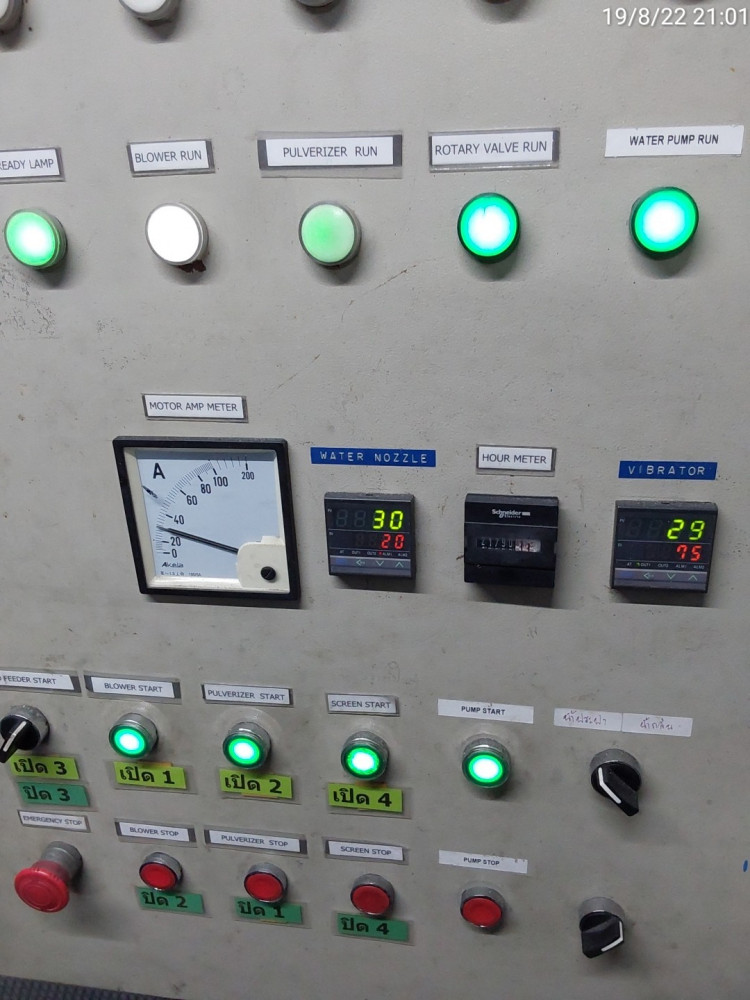 19/8/22 21:01
READY LAMP
BLOWER RUN
PULVERIZER RUN
ROTARY VALVE RUN
WATER PUMP RUN
MOTOR AMP METER
WATER NOZZLE
HOUR METER
VIBRATOR
A
200
100
80
60
40
20
0
30
20
Schneider
Electric
29
75
FEEDER START
BLOWER START
PULVERIZER START
SCREEN START
PUMP START
เปิด 3
เปิด 1
เปิด 2
เปิด 4
ปิด 3
EMERGENCY STOP
BLOWER STOP
PULVERIZER STOP
SCREEN STOP
PUMP STOP
ปิด 2
ปิด 1
ปิด 4